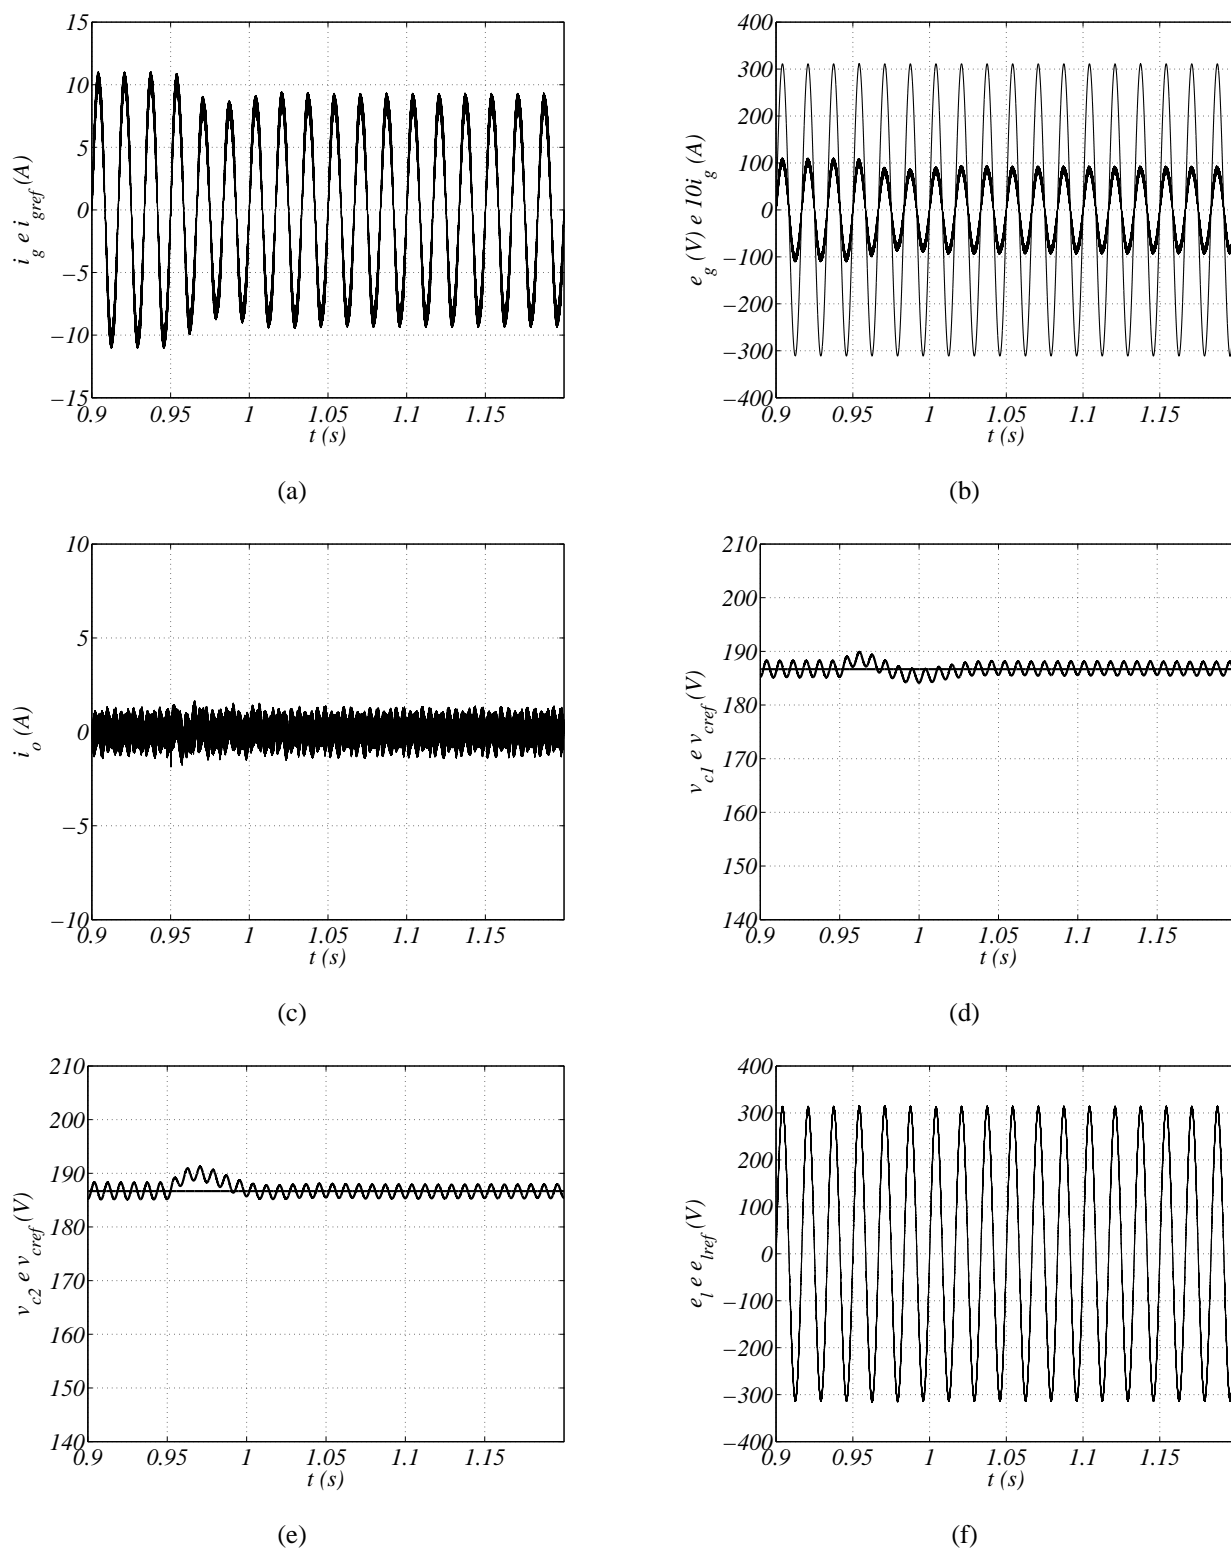 15
10
5
0
−5
−10
−15
0.9 0.95 1 1.05 1.1 1.15
t (s)
i_g e i_gref (A)
(a)
400
300
200
100
0
−100
−200
−300
−400
0.9 0.95 1 1.05 1.1 1.15
t (s)
e_g (V) e 10i_g (A)
(b)
10
5
0
−5
−10
0.9 0.95 1 1.05 1.1 1.15
t (s)
i_o (A)
(c)
210
200
190
180
170
160
150
140
0.9 0.95 1 1.05 1.1 1.15
t (s)
v_c1 e v_cref (V)
(d)
210
200
190
180
170
160
150
140
0.9 0.95 1 1.05 1.1 1.15
t (s)
v_c2 e v_cref (V)
(e)
400
300
200
100
0
−100
−200
−300
−400
0.9 0.95 1 1.05 1.1 1.15
t (s)
e_l e e_lref (V)
(f)